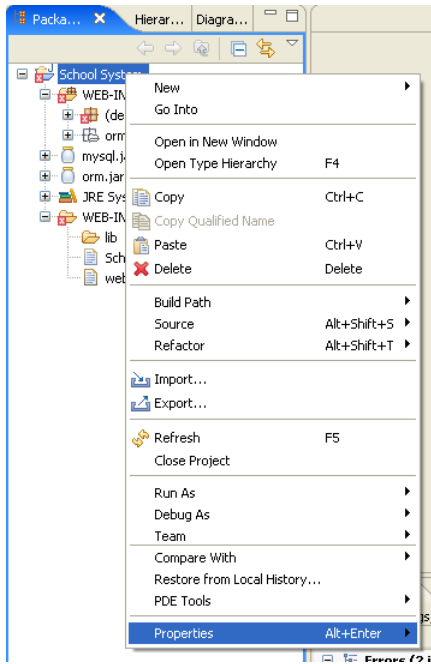 Packa... Hierar... Diagra...
School System
WEB-IN
(de
orm
mysql.ja
orm.jar
JRE Sys
WEB-IN
lib
Sch
web
New
Go Into
Open in New Window
Open Type Hierarchy F4
Copy Ctrl+C
Copy Qualified Name
Paste Ctrl+V
Delete Delete
Build Path
Source Alt+Shift+S
Refactor Alt+Shift+T
Import...
Export...
Refresh F5
Close Project
Run As
Debug As
Team
Compare With
Restore from Local History...
PDE Tools
Properties Alt+Enter
Errors (2 i